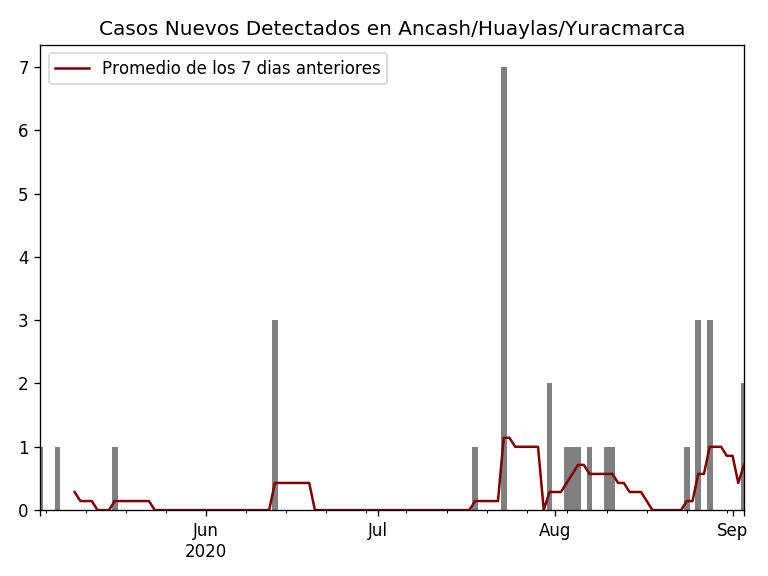 Casos Nuevos Detectados en Ancash/Huaylas/Yuracmarca
Promedio de los 7 dias anteriores
7
6
5
4
3
2
1
0
Jun
2020
Jul
Aug
Sep